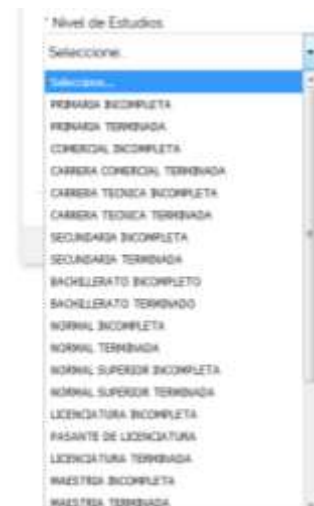 * Nivel de Estudios
Seleccione.
Seleccione...
PRIMARIA INCOMPLETA
PRIMARIA TERMINADA
COMERCIAL INCOMPLETA
CARRERA COMERCIAL TERMINADA
CARRERA TECNICA INCOMPLETA
CARRERA TECNICA TERMINADA
SECUNDARIA INCOMPLETA
SECUNDARIA TERMINADA
BACHILLERATO INCOMPLETO
BACHILLERATO TERMINADO
NORMAL INCOMPLETA
NORMAL TERMINADA
NORMAL SUPERIOR INCOMPLETA
NORMAL SUPERIOR TERMINADA
LICENCIATURA INCOMPLETA
PASANTE DE LICENCIATURA
LICENCIATURA TERMINADA
MAESTRIA INCOMPLETA
MAESTRIA TERMINADA